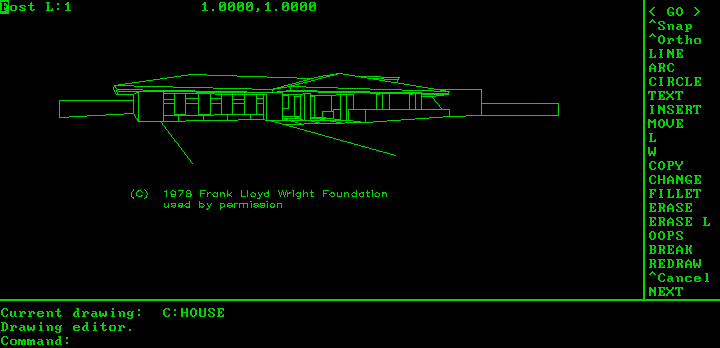 Fost L:1 1.0000,1.0000
< GO >
^Snap
^Ortho
LINE
ARC
CIRCLE
TEXT
INSERT
MOVE
L
W
COPY
CHANGE
FILLET
ERASE
ERASE L
OOPS
BREAK
REDRAW
^Cancel
NEXT
(C) 1978 Frank Lloyd Wright Foundation
used by permission
Current drawing: C:HOUSE
Drawing editor.
Command: